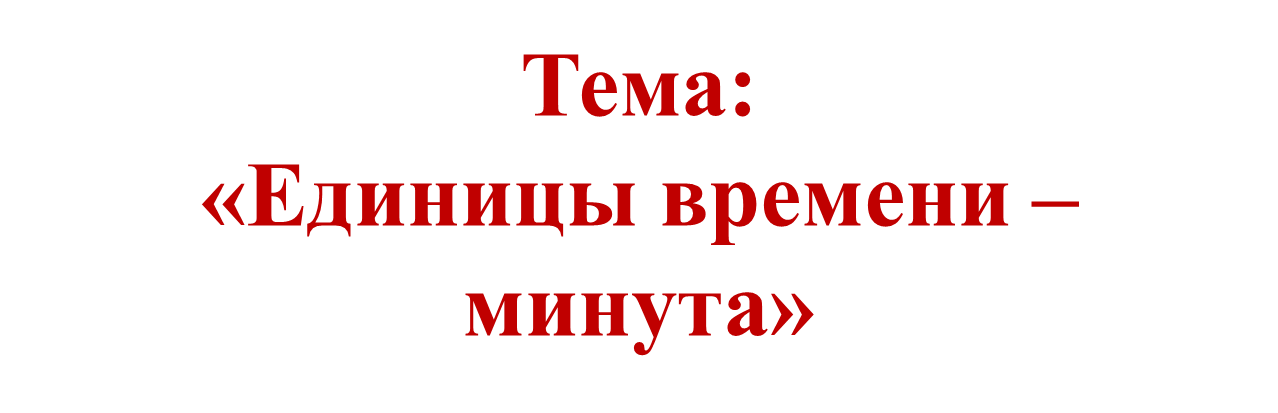 Тема:
«Единицы времени –
минута»